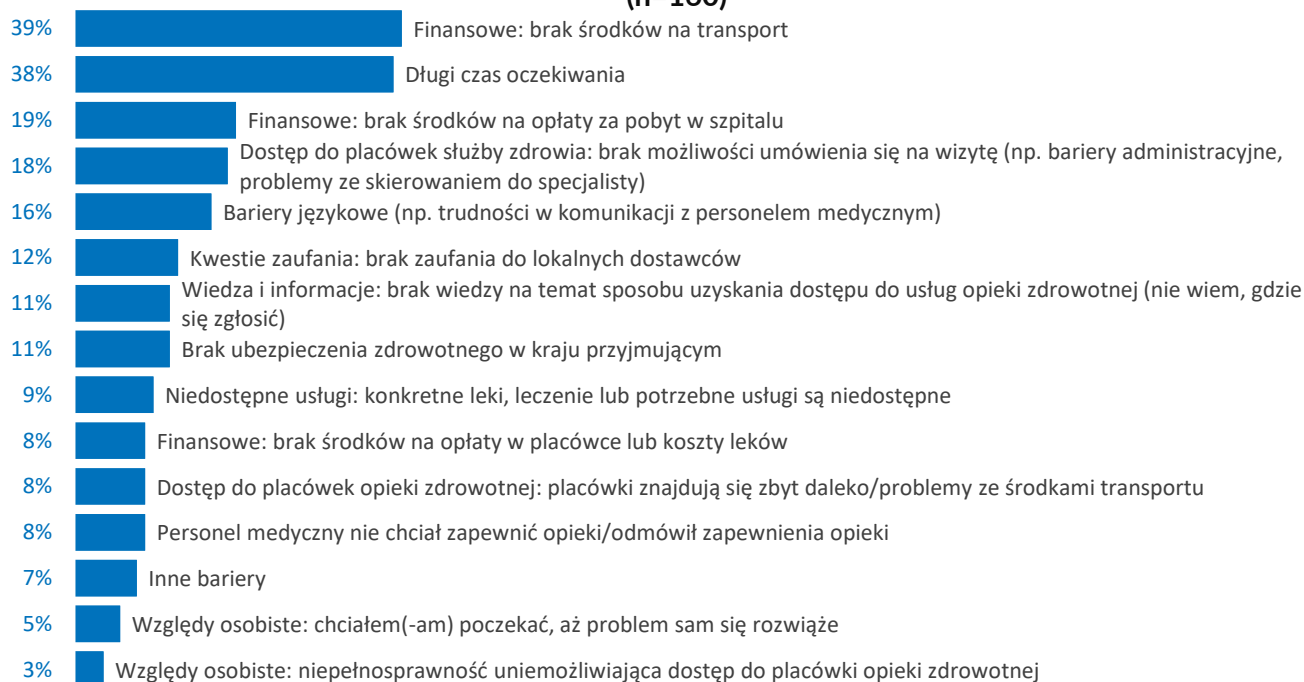 39% Finansowe: brak środków na transport
38% Długi czas oczekiwania
19% Finansowe: brak środków na opłaty za pobyt w szpitalu
18% Dostęp do placówek służby zdrowia: brak możliwości umówienia się na wizytę (np. bariery administracyjne,
problemy ze skierowaniem do specjalisty)
16% Bariery językowe (np. trudności w komunikacji z personelem medycznym)
12% Kwestie zaufania: brak zaufania do lokalnych dostawców
11% Wiedza i informacje: brak wiedzy na temat sposobu uzyskania dostępu do usług opieki zdrowotnej (nie wiem, gdzie
się zgłosić)
11% Brak ubezpieczenia zdrowotnego w kraju przyjmującym
9% Niedostępne usługi: konkretne leki, leczenie lub potrzebne usługi są niedostępne
8% Finansowe: brak środków na opłaty w placówce lub koszty leków
8% Dostęp do placówek opieki zdrowotnej: placówki znajdują się zbyt daleko/problemy ze środkami transportu
8% Personel medyczny nie chciał zapewnić opieki/odmówił zapewnienia opieki
7% Inne bariery
5% Względy osobiste: chciałem(-am) poczekać, aż problem sam się rozwiąże
3% Względy osobiste: niepełnosprawność uniemożliwiająca dostęp do placówki opieki zdrowotnej